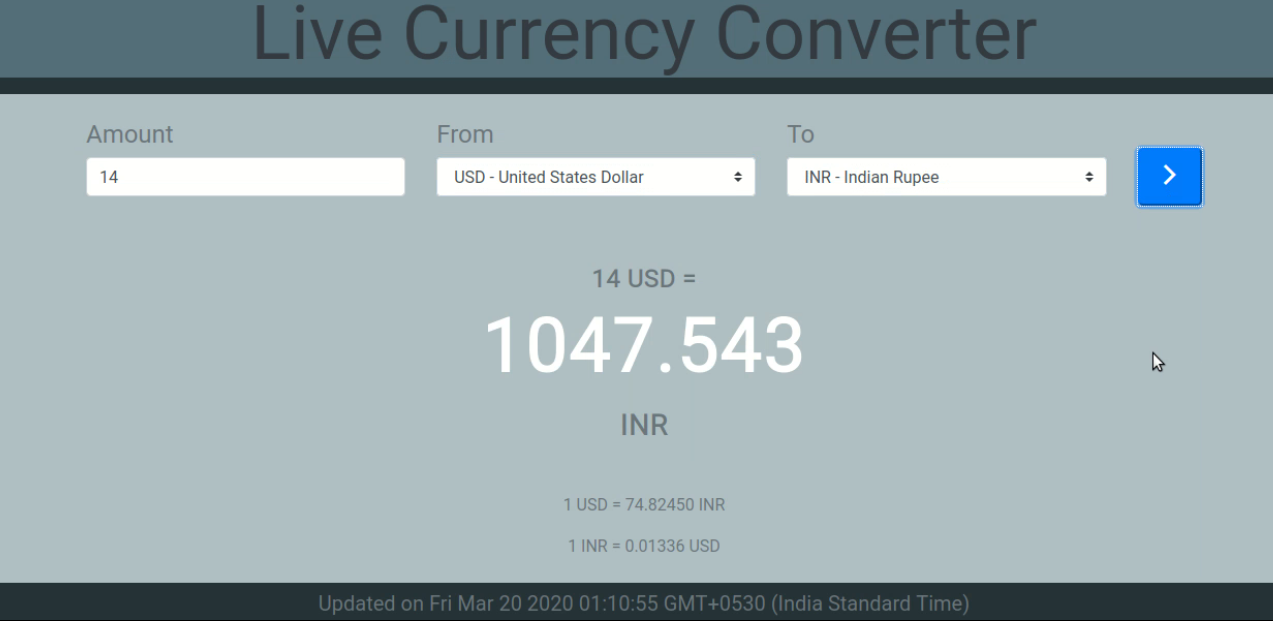 Live Currency Converter
Amount From To
14 USD - United States Dollar INR - Indian Rupee
14 USD =
1047.543
INR
1 USD = 74.82450 INR
1 INR = 0.01336 USD
Updated on Fri Mar 20 2020 01:10:55 GMT+0530 (India Standard Time)